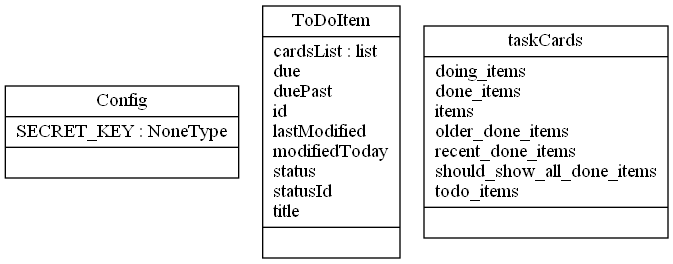 Config
SECRET_KEY : NoneType
ToDoItem
cardsList : list
due
duePast
id
lastModified
modifiedToday
status
statusId
title
taskCards
doing_items
done_items
items
older_done_items
recent_done_items
should_show_all_done_items
todo_items